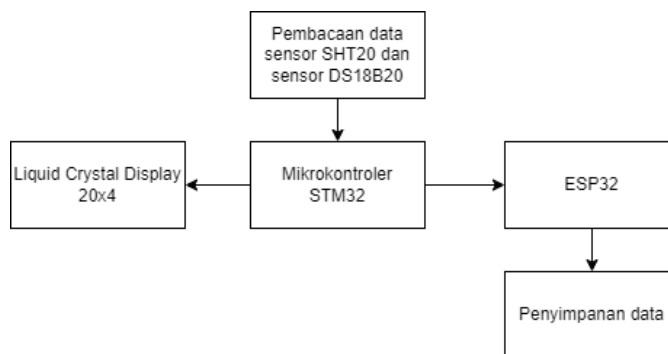 Pembacaan data
sensor SHT20 dan
sensor DS18B20
Liquid Crystal Display
20x4
Mikrokontroler
STM32
ESP32
Penyimpanan data